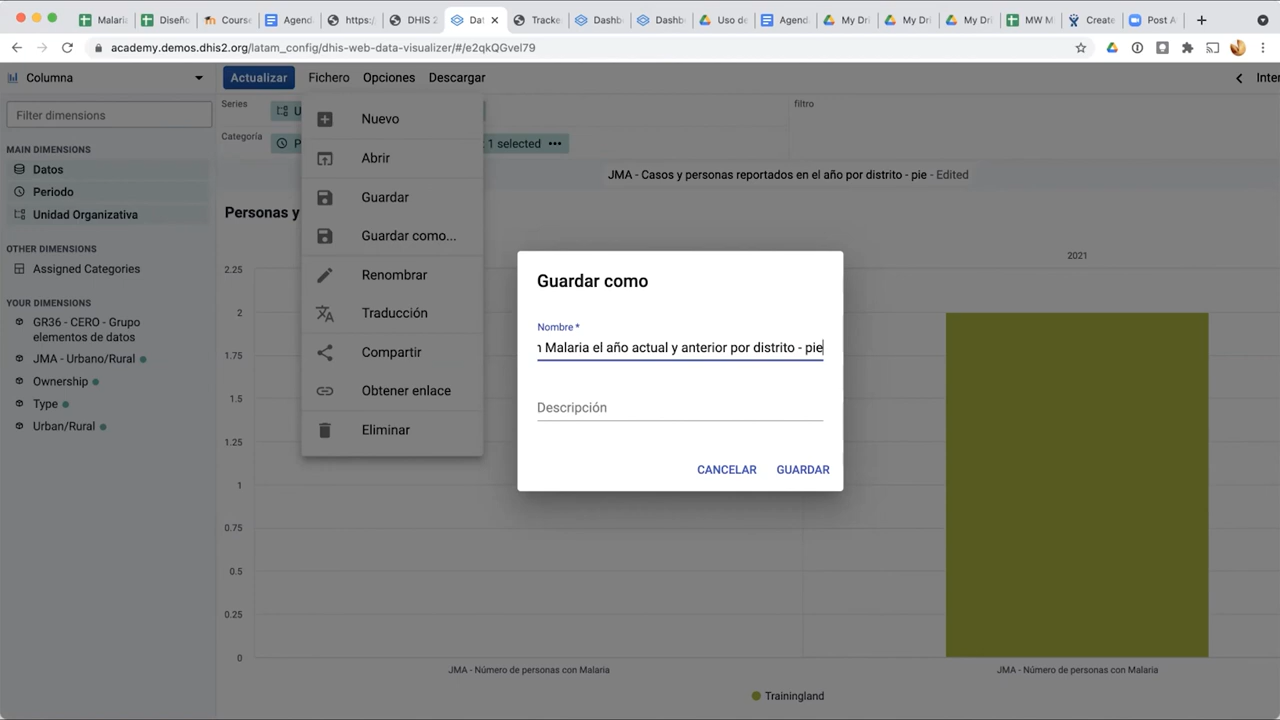 Malaria
Diseño
Course
Agend
https:/
DHIS 2
Dat
Tracke
Dashb
Dashb
Uso de
Agend
My Dri
My Dri
My Dri
MW M
Create
Post A
academy.demos.dhis2.org/latam_config/dhis-web-data-visualizer/#/e2qkQGvel79
Columna
Actualizar
Fichero
Opciones
Descargar
Inter
Filter dimensions
MAIN DIMENSIONS
Datos
Periodo
Unidad Organizativa
OTHER DIMENSIONS
Assigned Categories
YOUR DIMENSIONS
GR36 - CERO - Grupo
elementos de datos
JMA - Urbano/Rural
Ownership
Type
Urban/Rural
Series
U
filtro
Categoría
P
1 selected •••
JMA - Casos y personas reportados en el año por distrito - pie - Edited
Personas y
Nuevo
Abrir
Guardar
Guardar como...
Renombrar
Traducción
Compartir
Obtener enlace
Eliminar
Guardar como
Nombre *
n Malaria el año actual y anterior por distrito - pie
Descripción
CANCELAR
GUARDAR
2021
2.25
2
1.75
1.5
1.25
1
0.75
0.5
0.25
0
JMA - Número de personas con Malaria
JMA - Número de personas con Malaria
Trainingland